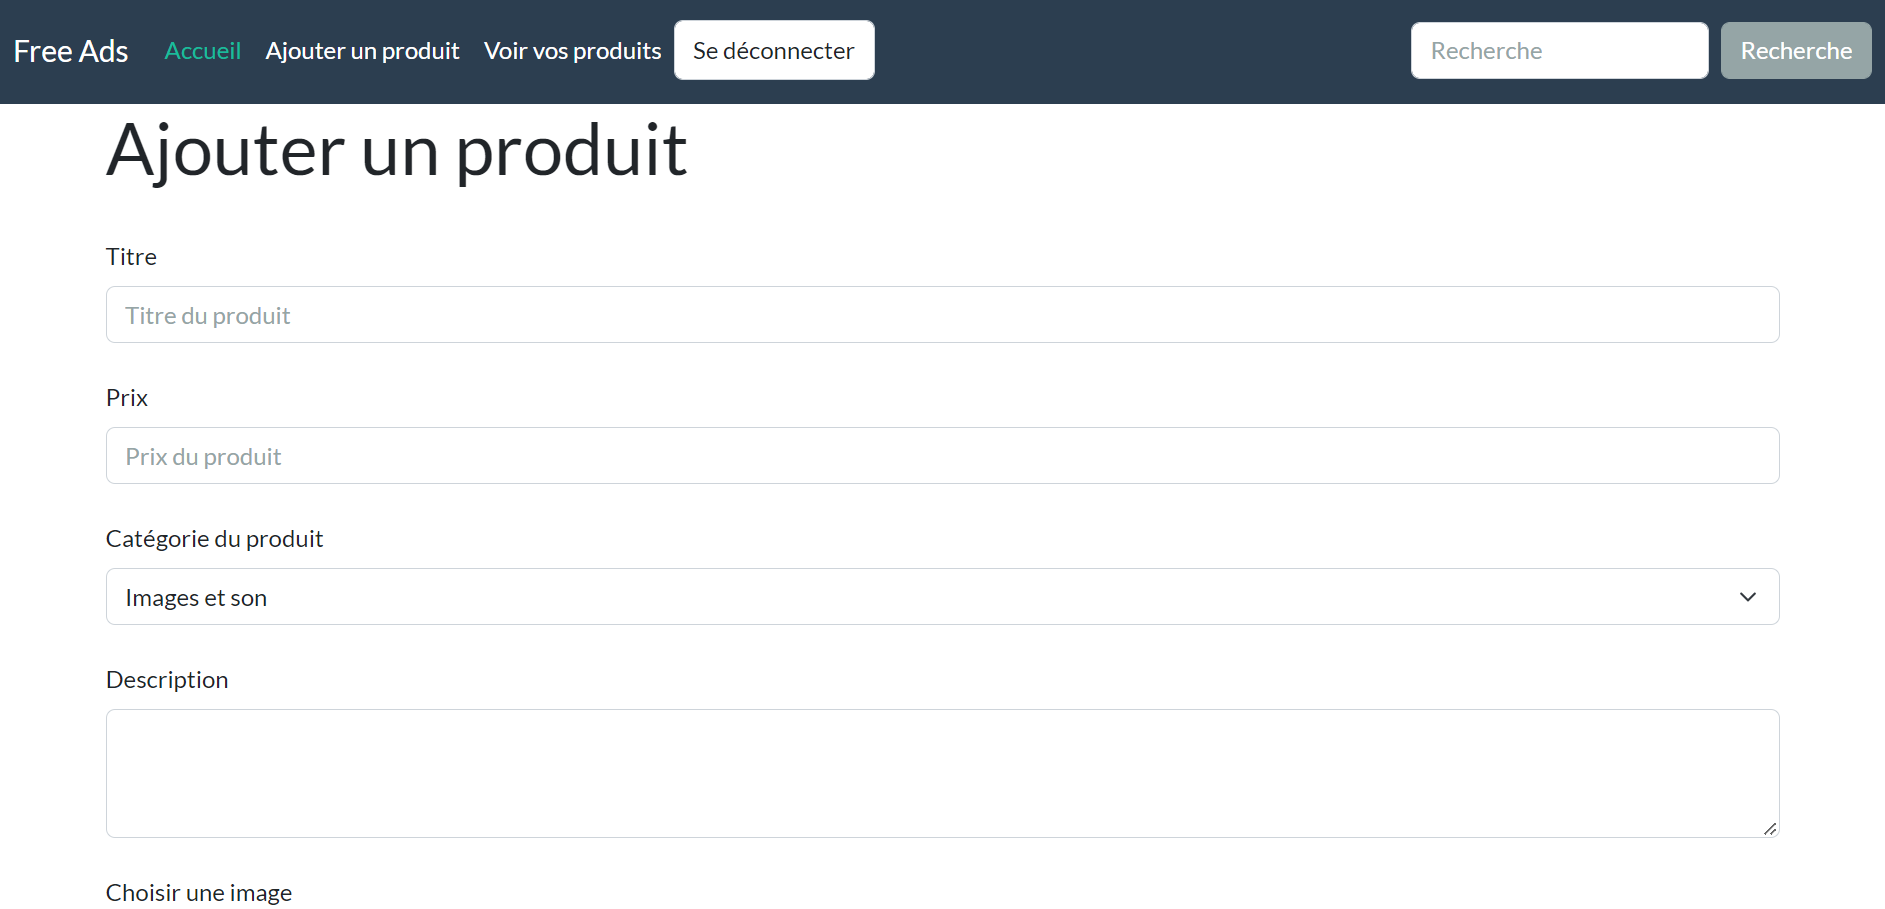 Free Ads Accueil Ajouter un produit Voir vos produits Se déconnecter Recherche Recherche
Ajouter un produit
Titre
Titre du produit
Prix
Prix du produit
Catégorie du produit
Images et son
Description
Choisir une image